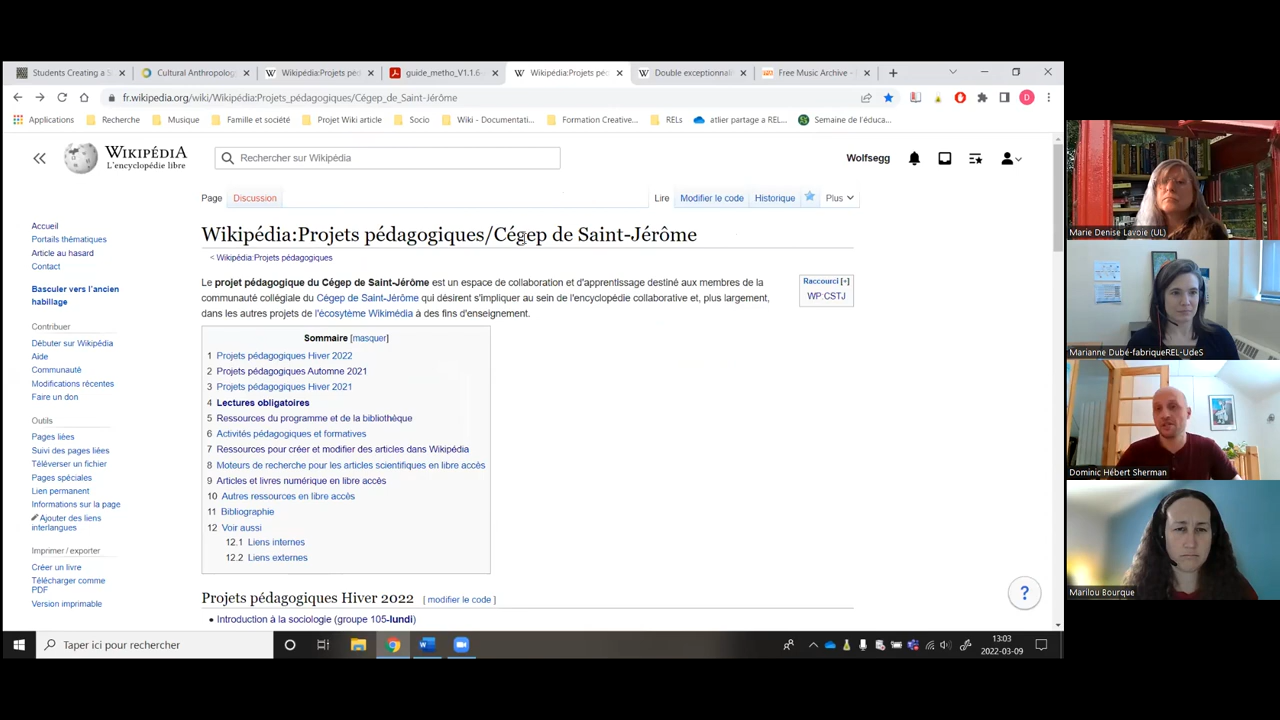 Students Creating a S
Cultural Anthropology
Wikipédia:Projets péd
guide_metho_V1.1.6
Wikipédia:Projets péd
Double exceptionnalit
Free Music Archive -
fr.wikipedia.org/wiki/Wikipédia:Projets_pédagogiques/Cégep_de_Saint-Jérôme
D
Applications
Recherche
Musique
Famille et société
Projet Wiki article
Socio
Wiki - Documentati...
Formation Creative...
RELs
atlier partage a REL...
Semaine de l'éduca...
WIKIPÉDIA
L'encyclopédie libre
Rechercher sur Wikipédia
Wolfsegg
Page
Discussion
Lire
Modifier le code
Historique
Plus
Accueil
Portails thématiques
Article au hasard
Contact
Basculer vers l'ancien
habillage
Contribuer
Débuter sur Wikipédia
Aide
Communauté
Modifications récentes
Faire un don
Outils
Pages liées
Suivi des pages liées
Téléverser un fichier
Pages spéciales
Lien permanent
Informations sur la page
Ajouter des liens
interlangues
Imprimer / exporter
Créer un livre
Télécharger comme
PDF
Version imprimable
Wikipédia:Projets pédagogiques/Cégep de Saint-Jérôme
< Wikipédia:Projets pédagogiques
Le projet pédagogique du Cégep de Saint-Jérôme est un espace de collaboration et d'apprentissage destiné aux membres de la
communauté collégiale du Cégep de Saint-Jérôme qui désirent s'impliquer au sein de l'encyclopédie collaborative et, plus largement,
dans les autres projets de l'écosytème Wikimédia à des fins d'enseignement.
Raccourci [+]
WP:CSTJ
Sommaire [masquer]
1 Projets pédagogiques Hiver 2022
2 Projets pédagogiques Automne 2021
3 Projets pédagogiques Hiver 2021
4 Lectures obligatoires
5 Ressources du programme et de la bibliothèque
6 Activités pédagogiques et formatives
7 Ressources pour créer et modifier des articles dans Wikipédia
8 Moteurs de recherche pour les articles scientifiques en libre accès
9 Articles et livres numérique en libre accès
10 Autres ressources en libre accès
11 Bibliographie
12 Voir aussi
12.1 Liens internes
12.2 Liens externes
Projets pédagogiques Hiver 2022 [ modifier le code ]
• Introduction à la sociologie (groupe 105-lundi)
?
Taper ici pour rechercher
13:03
2022-03-09
Marie Denise Lavoie (UL)
Marianne Dubé-fabriqueREL-UdeS
Dominic Hébert Sherman
Marilou Bourque